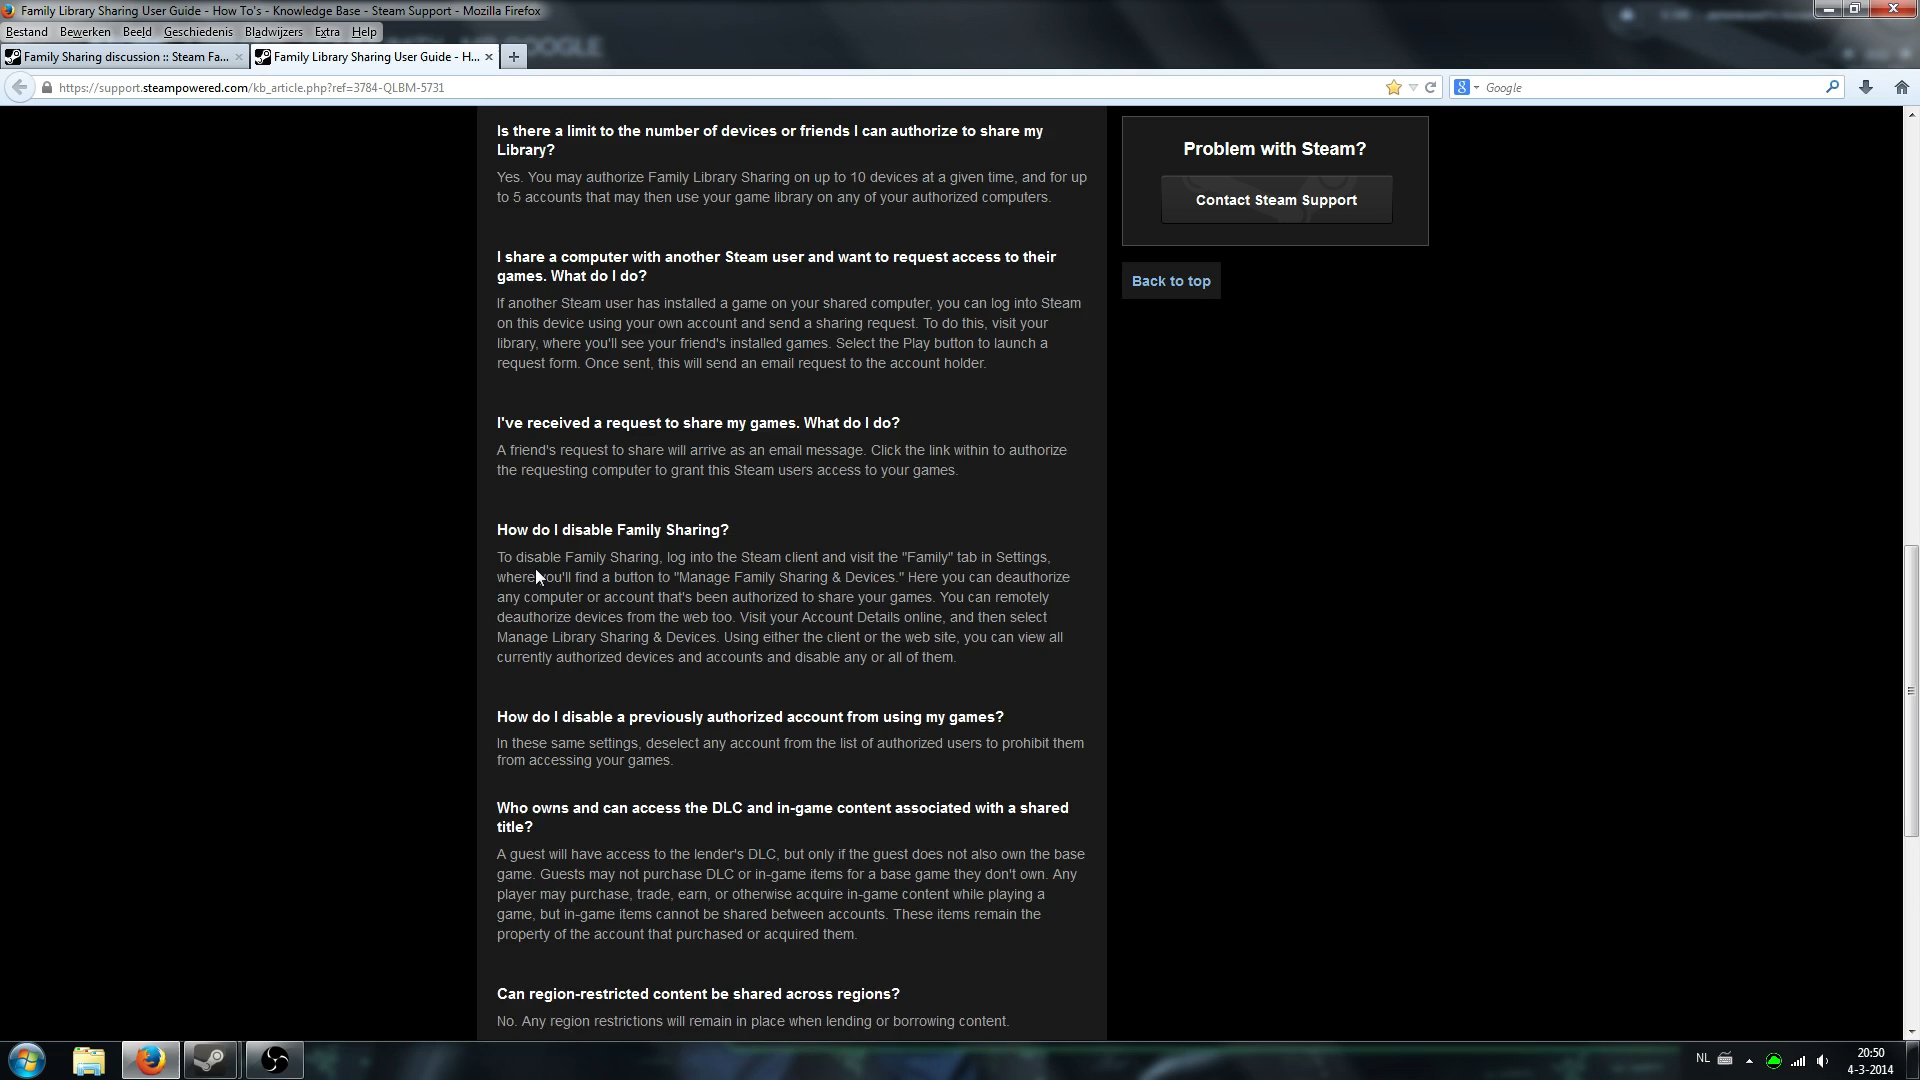 Family Library Sharing User Guide - How To's - Knowledge Base - Steam Support - Mozilla Firefox
Bestand Bewerken Beeld Geschiedenis Bladwijzers Extra Help
Family Sharing discussion :: Steam Fa...
Family Library Sharing User Guide - H...
https://support.steampowered.com/kb_article.php?ref=3784-QLBM-5731
Google
Is there a limit to the number of devices or friends I can authorize to share my
Library?
Yes. You may authorize Family Library Sharing on up to 10 devices at a given time, and for up
to 5 accounts that may then use your game library on any of your authorized computers.
I share a computer with another Steam user and want to request access to their
games. What do I do?
If another Steam user has installed a game on your shared computer, you can log into Steam
on this device using your own account and send a sharing request. To do this, visit your
library, where you'll see your friend's installed games. Select the Play button to launch a
request form. Once sent, this will send an email request to the account holder.
I've received a request to share my games. What do I do?
A friend's request to share will arrive as an email message. Click the link within to authorize
the requesting computer to grant this Steam users access to your games.
How do I disable Family Sharing?
To disable Family Sharing, log into the Steam client and visit the "Family" tab in Settings,
where you'll find a button to "Manage Family Sharing & Devices." Here you can deauthorize
any computer or account that's been authorized to share your games. You can remotely
deauthorize devices from the web too. Visit your Account Details online, and then select
Manage Library Sharing & Devices. Using either the client or the web site, you can view all
currently authorized devices and accounts and disable any or all of them.
How do I disable a previously authorized account from using my games?
In these same settings, deselect any account from the list of authorized users to prohibit them
from accessing your games.
Who owns and can access the DLC and in-game content associated with a shared
title?
A guest will have access to the lender's DLC, but only if the guest does not also own the base
game. Guests may not purchase DLC or in-game items for a base game they don't own. Any
player may purchase, trade, earn, or otherwise acquire in-game content while playing a
game, but in-game items cannot be shared between accounts. These items remain the
property of the account that purchased or acquired them.
Can region-restricted content be shared across regions?
No. Any region restrictions will remain in place when lending or borrowing content.
Problem with Steam?
Contact Steam Support
Back to top
NL
20:50
4-3-2014